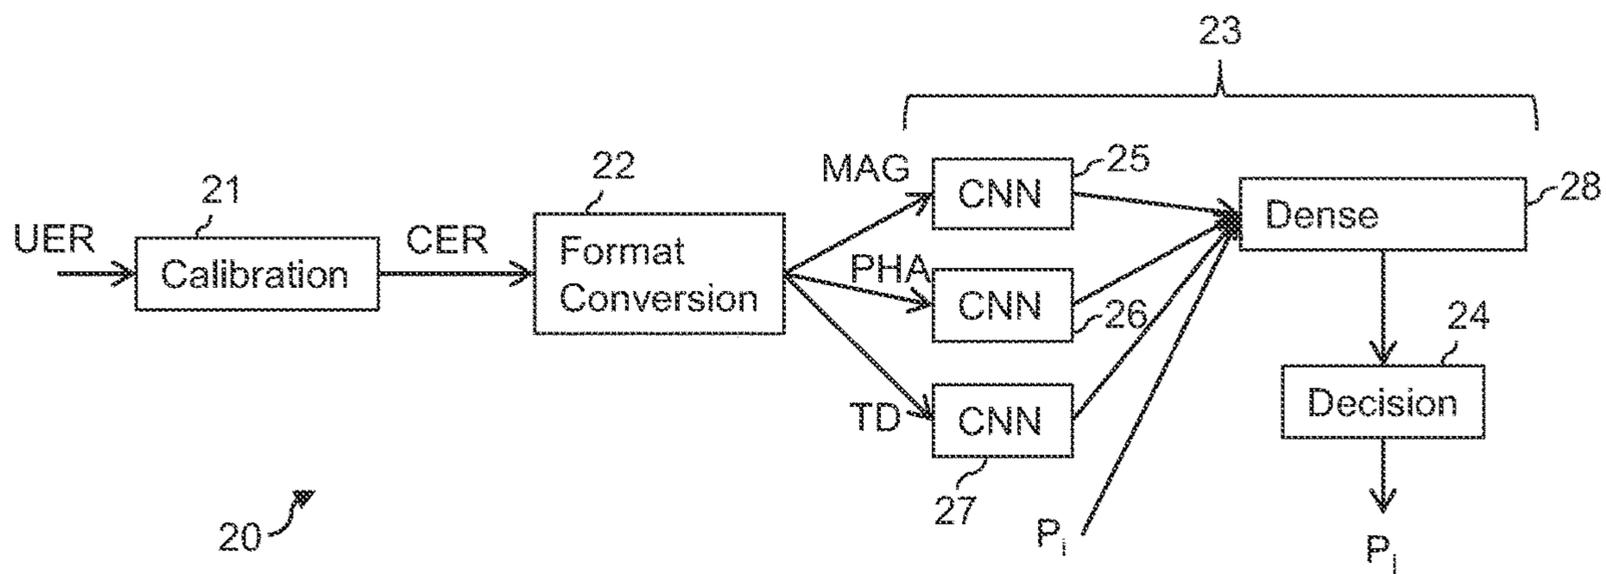 23
MAG
CNN
25
PHA
CNN
26
TD
CNN
27
22
Format
Conversion
21
UER
Calibration
CER
Dense
28
24
Decision
20
Pi
Pj